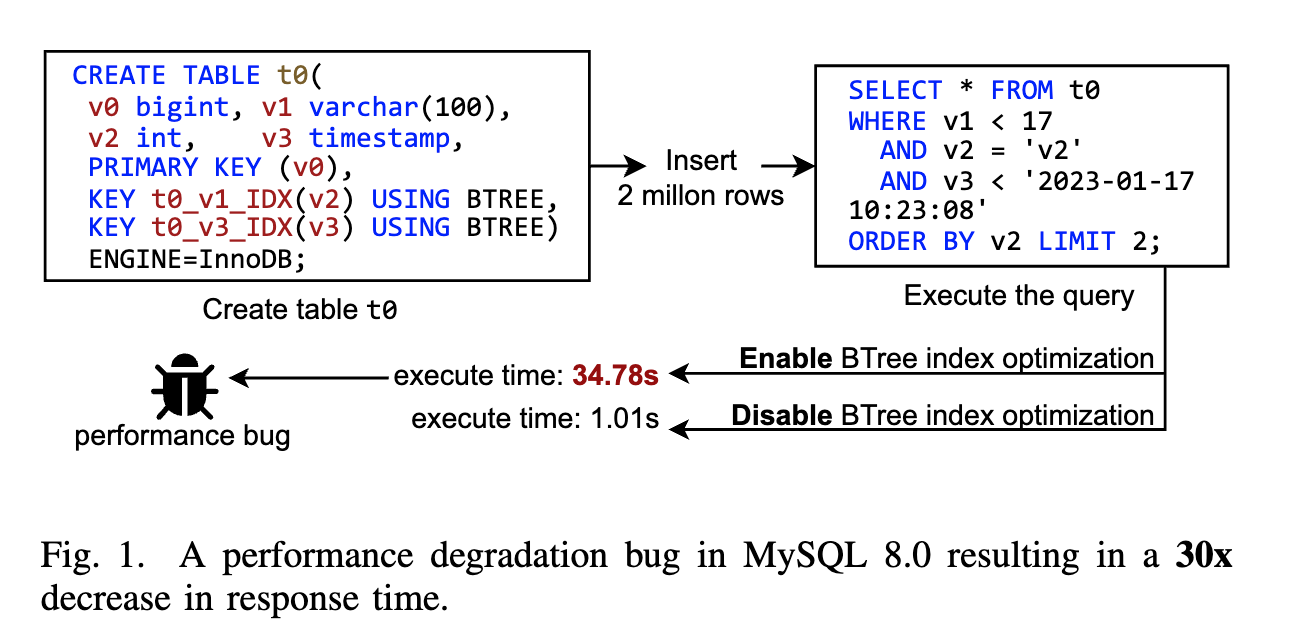 CREATE TABLE t0(
v0 bigint, v1 varchar(100),
v2 int, v3 timestamp,
PRIMARY KEY (v0),
KEY t0_v1_IDX(v2) USING BTREE,
KEY t0_v3_IDX(v3) USING BTREE)
ENGINE=InnoDB;
Create table t0
Insert
2 millon rows
SELECT * FROM t0
WHERE v1 < 17
AND v2 = 'v2'
AND v3 < '2023-01-17
10:23:08'
ORDER BY v2 LIMIT 2;
Execute the query
Enable BTree index optimization
execute time: 34.78s
Disable BTree index optimization
execute time: 1.01s
performance bug
Fig. 1. A performance degradation bug in MySQL 8.0 resulting in a 30x
decrease in response time.